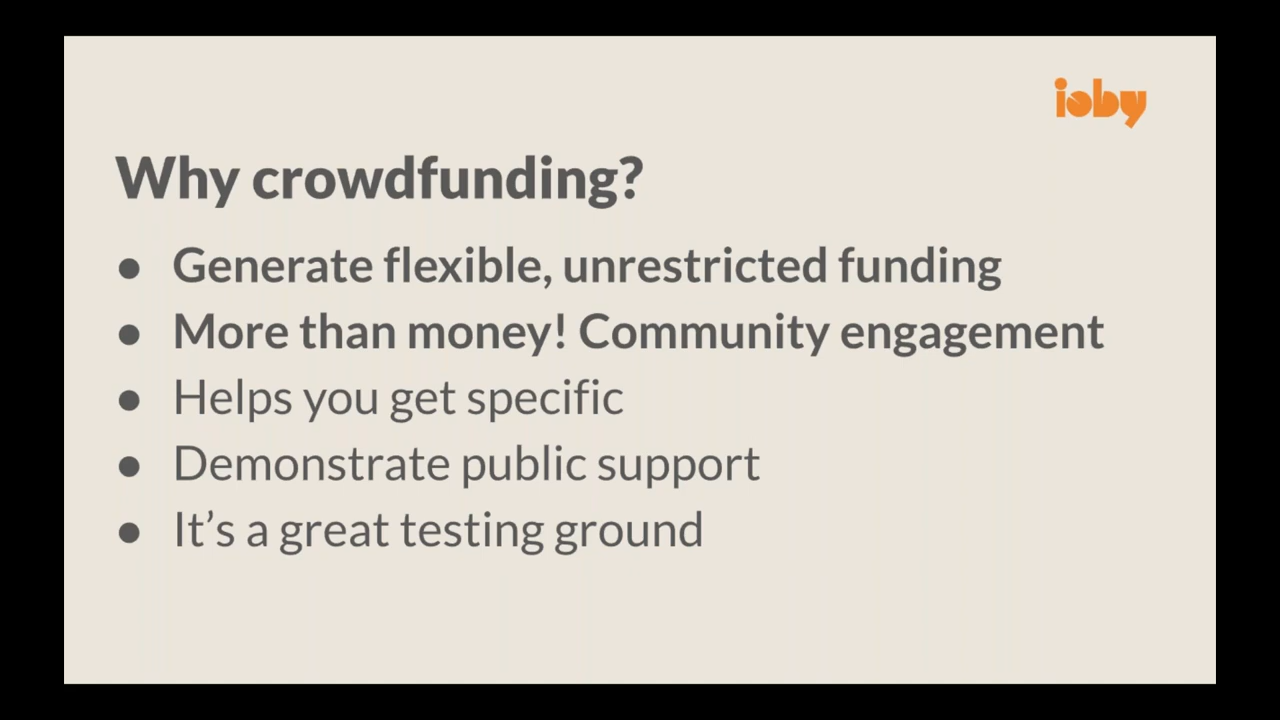 ioby
Why crowdfunding?
● Generate flexible, unrestricted funding
● More than money! Community engagement
● Helps you get specific
● Demonstrate public support
● It’s a great testing ground